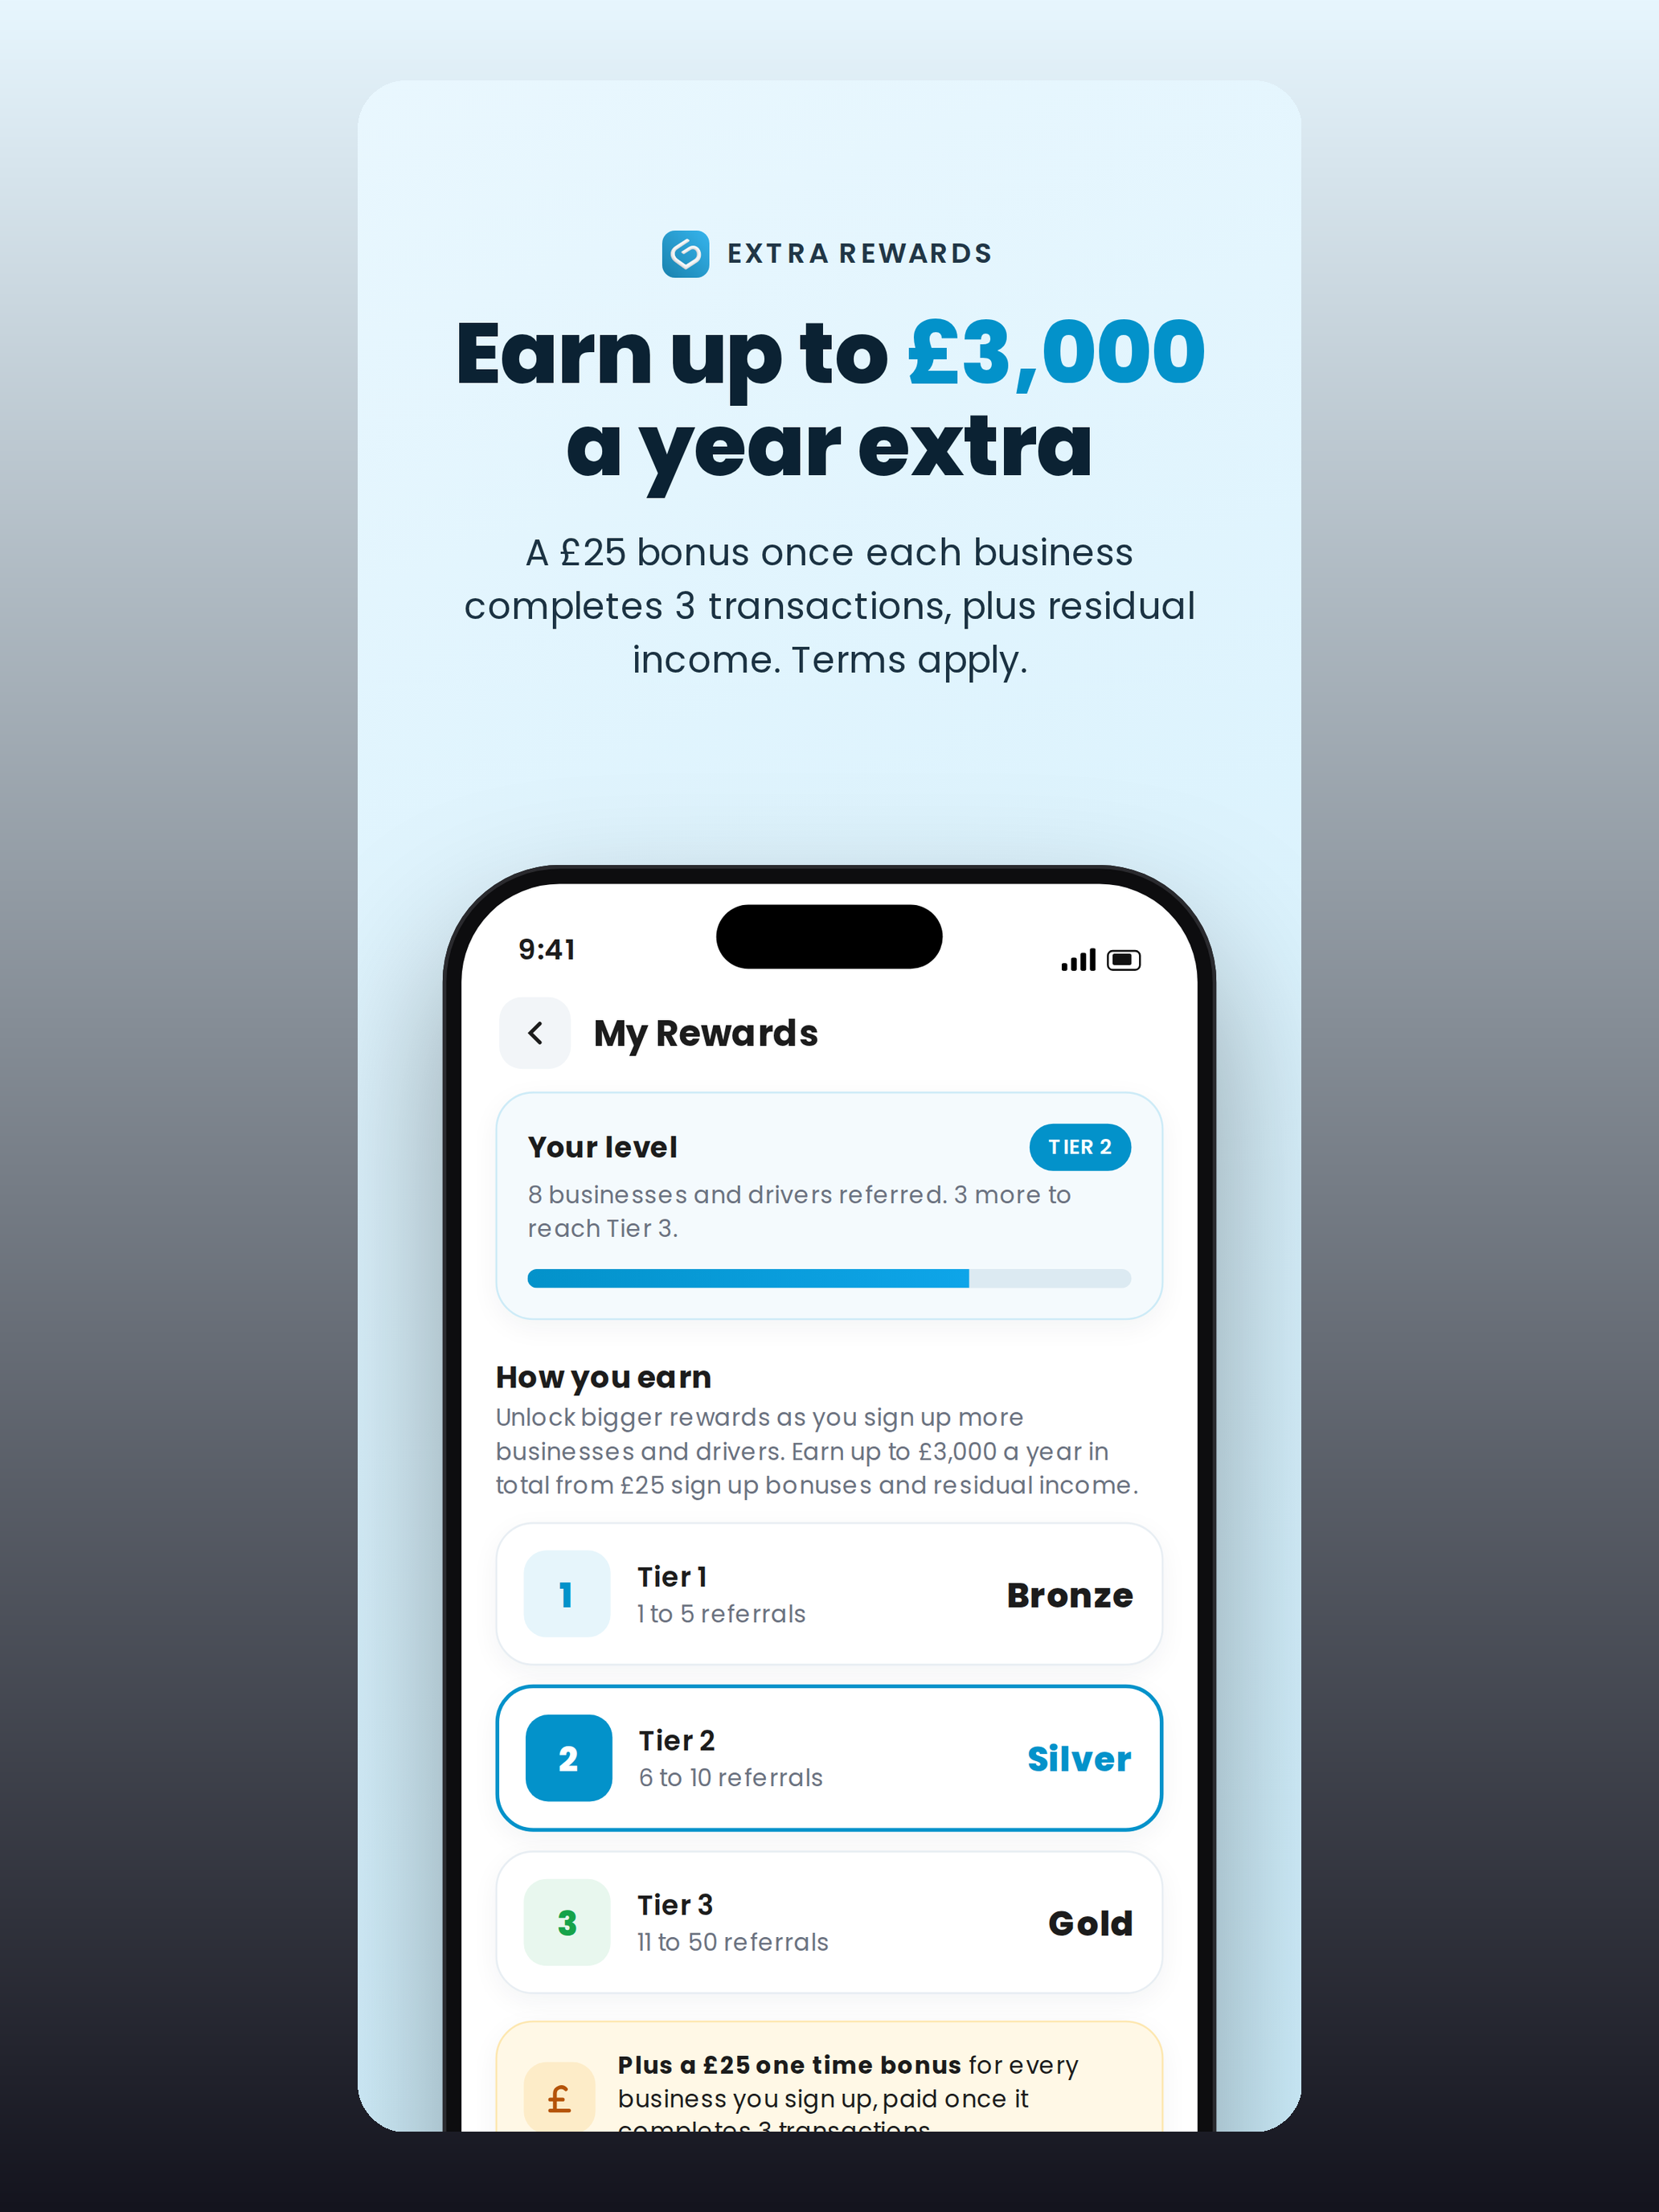 EXTRA REWARDS
Earn up to £3,000
a year extra
A £25 bonus once each business
completes 3 transactions, plus residual
income. Terms apply.
9:41
My Rewards
Your level
TIER 2
8 businesses and drivers referred. 3 more to
reach Tier 3.
How you earn
Unlock bigger rewards as you sign up more
businesses and drivers. Earn up to £3,000 a year in
total from £25 sign up bonuses and residual income.
1
Tier 1
1 to 5 referrals
Bronze
2
Tier 2
6 to 10 referrals
Silver
3
Tier 3
11 to 50 referrals
Gold
£
Plus a £25 one time bonus for every
business you sign up, paid once it
completes 3 transactions